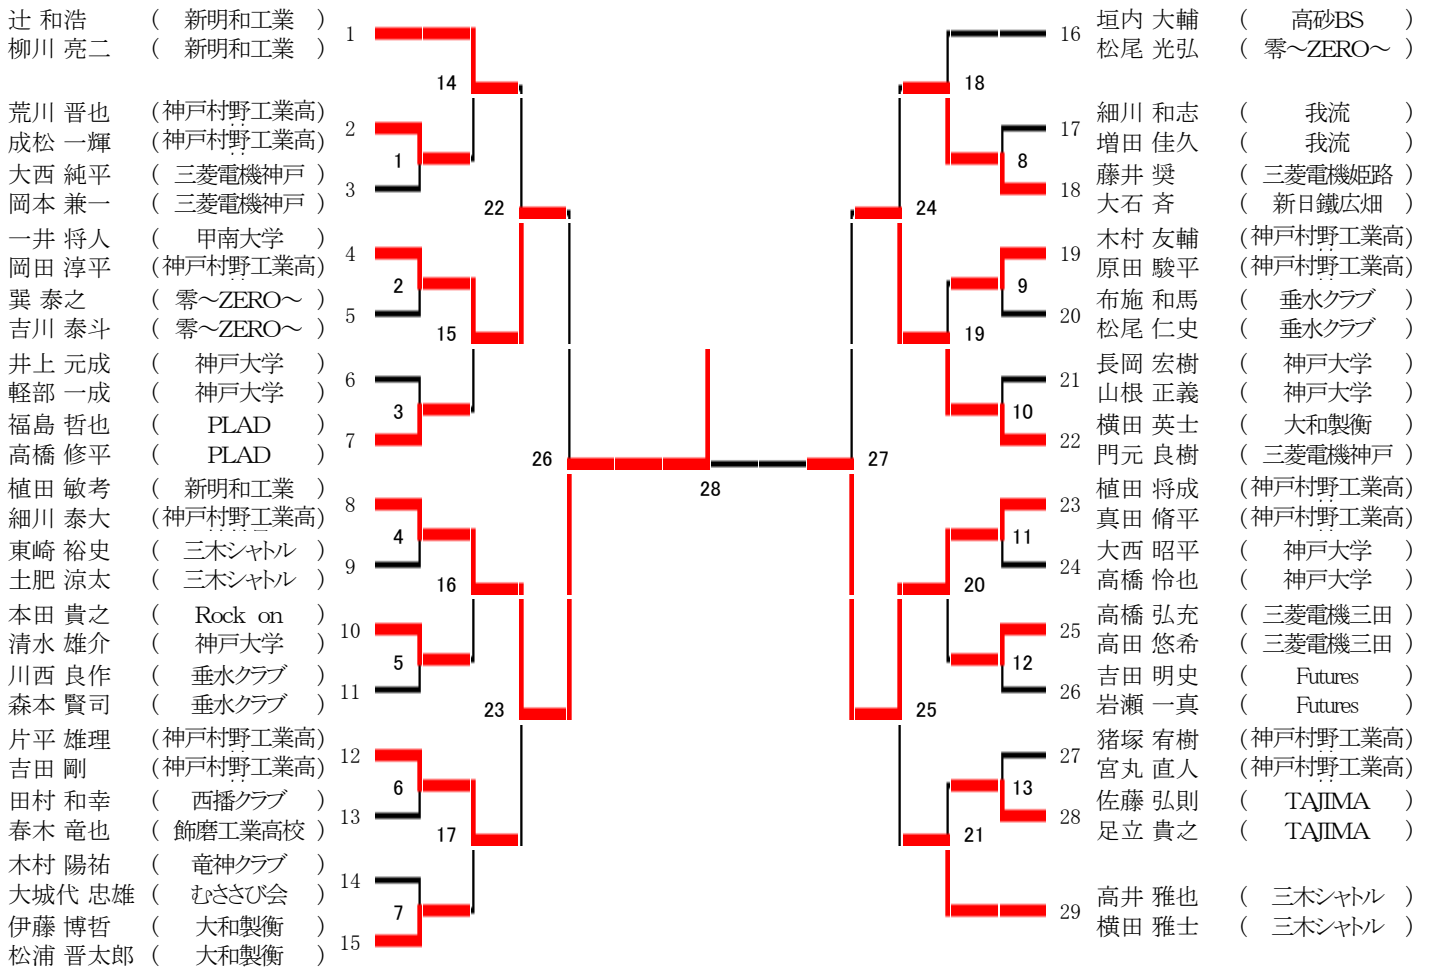 辻 和浩 ( 新明和工業 ) 1
柳川 亮二 ( 新明和工業 )
荒川 晋也 (神戸村野工業高) 2
成松 一輝 (神戸村野工業高)
大西 純平 ( 三菱電機神戸 ) 3
岡本 兼一 ( 三菱電機神戸 )
一井 将人 ( 甲南大学 ) 4
岡田 淳平 (神戸村野工業高)
巽 泰之 ( 零～ZERO～ ) 5
吉川 泰斗 ( 零～ZERO～ )
井上 元成 ( 神戸大学 ) 6
軽部 一成 ( 神戸大学 )
福島 哲也 ( PLAD ) 7
高橋 修平 ( PLAD )
植田 敏考 ( 新明和工業 ) 8
細川 泰大 (神戸村野工業高)
東崎 裕史 ( 三木シャトル ) 9
土肥 涼太 ( 三木シャトル )
本田 貴之 ( Rock on ) 10
清水 雄介 ( 神戸大学 )
川西 良作 ( 垂水クラブ ) 11
森本 賢司 ( 垂水クラブ )
片平 雄理 (神戸村野工業高) 12
吉田 剛 (神戸村野工業高)
田村 和幸 ( 西播クラブ ) 13
春木 竜也 ( 飾磨工業高校 )
木村 陽祐 ( 竜神クラブ ) 14
大城代 忠雄 ( むささび会 )
伊藤 博哲 ( 大和製衡 ) 15
松浦 晋太郎 ( 大和製衡 )
14
1
22
2
15
3
26
4
16
5
23
6
17
7
28
18
8
24
9
19
10
27
11
20
12
25
13
21
16 垣内 大輔 ( 高砂BS )
松尾 光弘 ( 零～ZERO～ )
17 細川 和志 ( 我流 )
増田 佳久 ( 我流 )
18 藤井 奨 ( 三菱電機姫路 )
大石 斉 ( 新日鐵広畑 )
19 木村 友輔 (神戸村野工業高)
原田 駿平 (神戸村野工業高)
20 布施 和馬 ( 垂水クラブ )
松尾 仁史 ( 垂水クラブ )
21 長岡 宏樹 ( 神戸大学 )
山根 正義 ( 神戸大学 )
22 横田 英士 ( 大和製衡 )
門元 良樹 ( 三菱電機神戸 )
23 植田 将成 (神戸村野工業高)
真田 脩平 (神戸村野工業高)
24 大西 昭平 ( 神戸大学 )
高橋 怜也 ( 神戸大学 )
25 高橋 弘充 ( 三菱電機三田 )
高田 悠希 ( 三菱電機三田 )
26 吉田 明史 ( Futures )
岩瀬 一真 ( Futures )
27 猪塚 宥樹 (神戸村野工業高)
宮丸 直人 (神戸村野工業高)
28 佐藤 弘則 ( TAJIMA )
足立 貴之 ( TAJIMA )
29 高井 雅也 ( 三木シャトル )
横田 雅士 ( 三木シャトル )